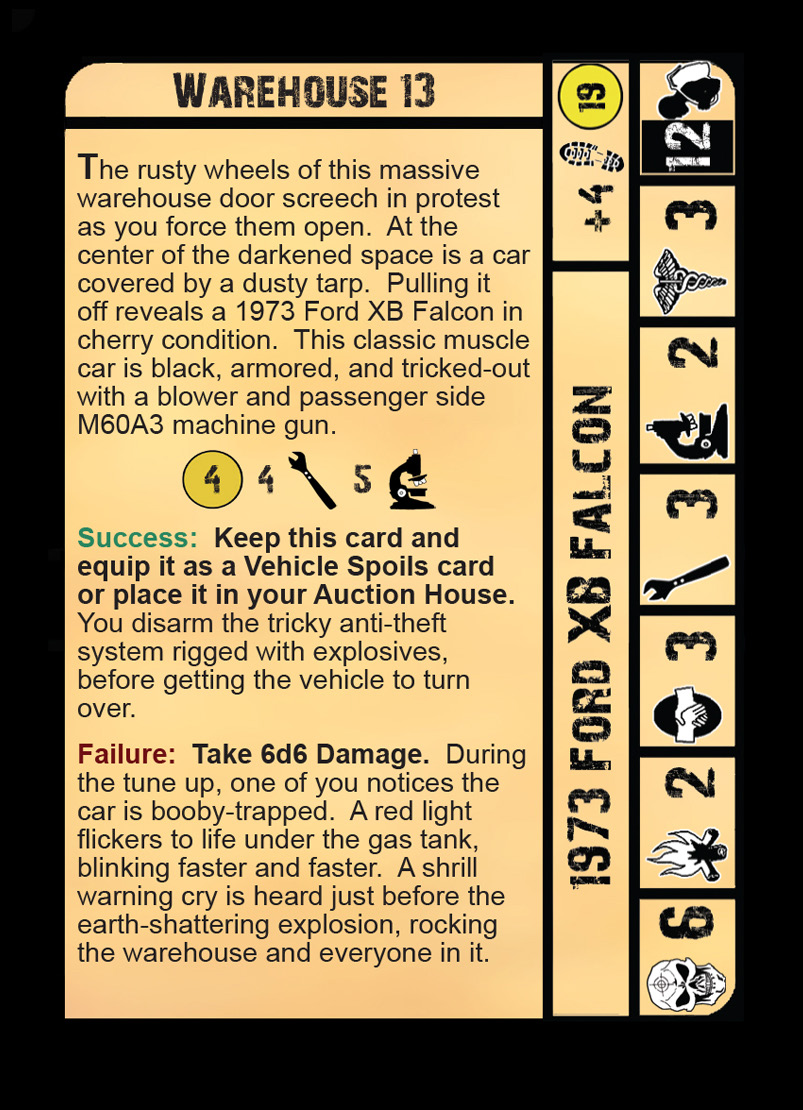 WAREHOUSE 13
The rusty wheels of this massive
warehouse door screech in protest
as you force them open. At the
center of the darkened space is a car
covered by a dusty tarp. Pulling it
off reveals a 1973 Ford XB Falcon in
cherry condition. This classic muscle
car is black, armored, and tricked-out
with a blower and passenger side
M60A3 machine gun.
4 4 5
Success: Keep this card and
equip it as a Vehicle Spoils card
or place it in your Auction House.
You disarm the tricky anti-theft
system rigged with explosives,
before getting the vehicle to turn
over.
Failure: Take 6d6 Damage. During
the tune up, one of you notices the
car is booby-trapped. A red light
flickers to life under the gas tank,
blinking faster and faster. A shrill
warning cry is heard just before the
earth-shattering explosion, rocking
the warehouse and everyone in it.
1973 FORD XB FALCON
+4 19
6
2
3
3
2
3
12